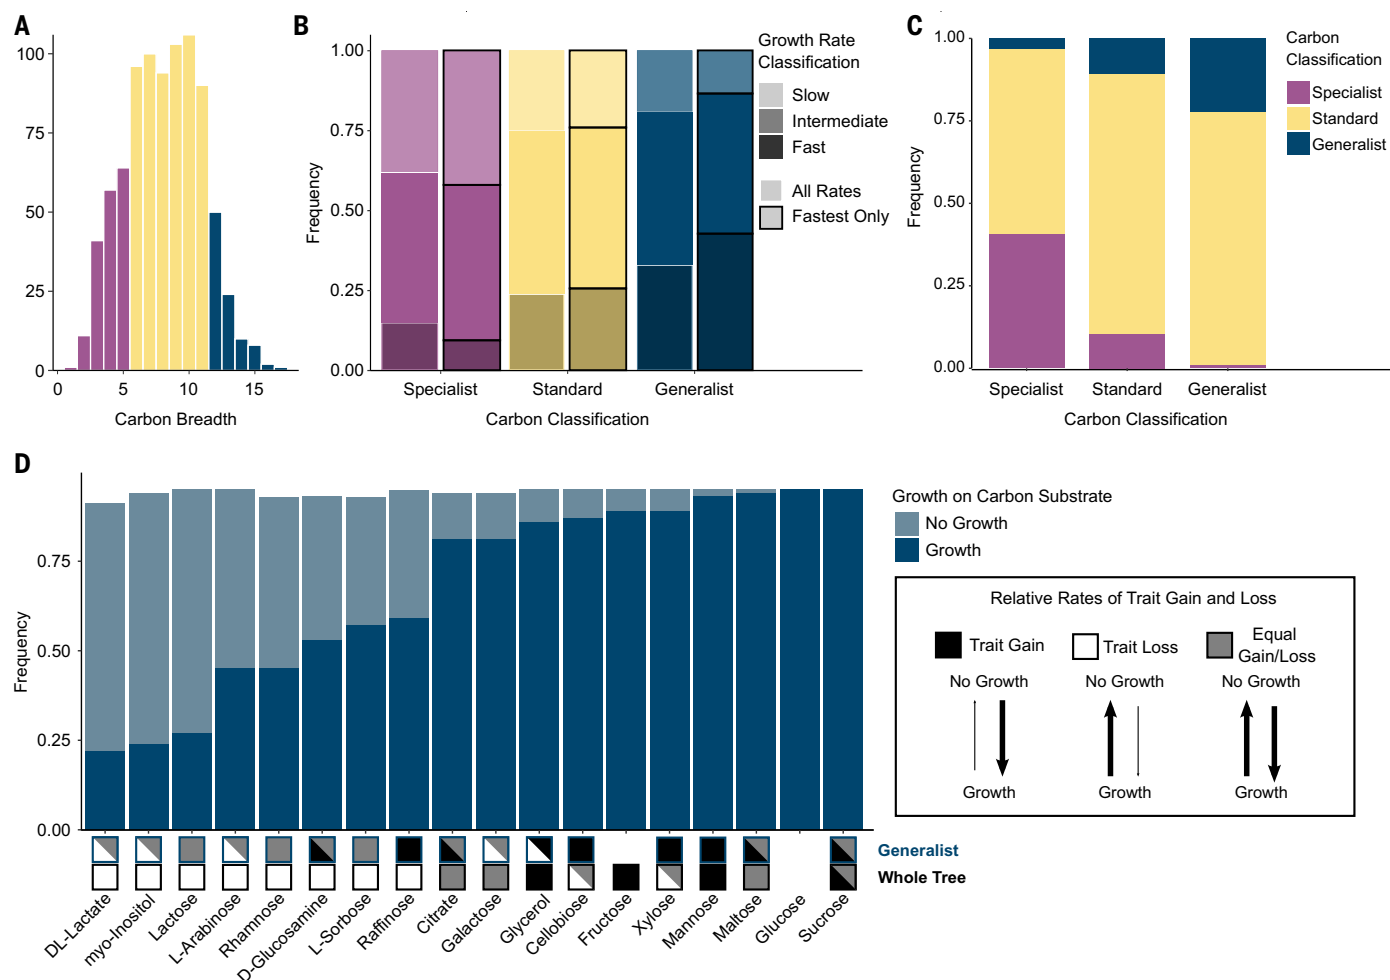 A
100
75
50
25
0
0
5
10
15
Carbon Breadth
B
1.00
0.75
0.50
0.25
0.00
Frequency
Specialist
Standard
Generalist
Carbon Classification
Growth Rate
Classification
Slow
Intermediate
Fast
All Rates
Fastest Only
C
1.00
0.75
0.50
0.25
0.00
Frequency
Specialist
Standard
Generalist
Carbon Classification
Carbon
Classification
Specialist
Standard
Generalist
D
0.75
0.50
0.25
0.00
Frequency
Generalist
Whole Tree
DL-Lactate
myo-Inositol
Lactose
L-Arabinose
Rhamnose
D-Glucosamine
L-Sorbose
Raffinose
Citrate
Galactose
Glycerol
Cellobiose
Fructose
Xylose
Mannose
Maltose
Glucose
Sucrose
Growth on Carbon Substrate
No Growth
Growth
Relative Rates of Trait Gain and Loss
Trait Gain
Trait Loss
Equal
Gain/Loss
No Growth
No Growth
No Growth
Growth
Growth
Growth